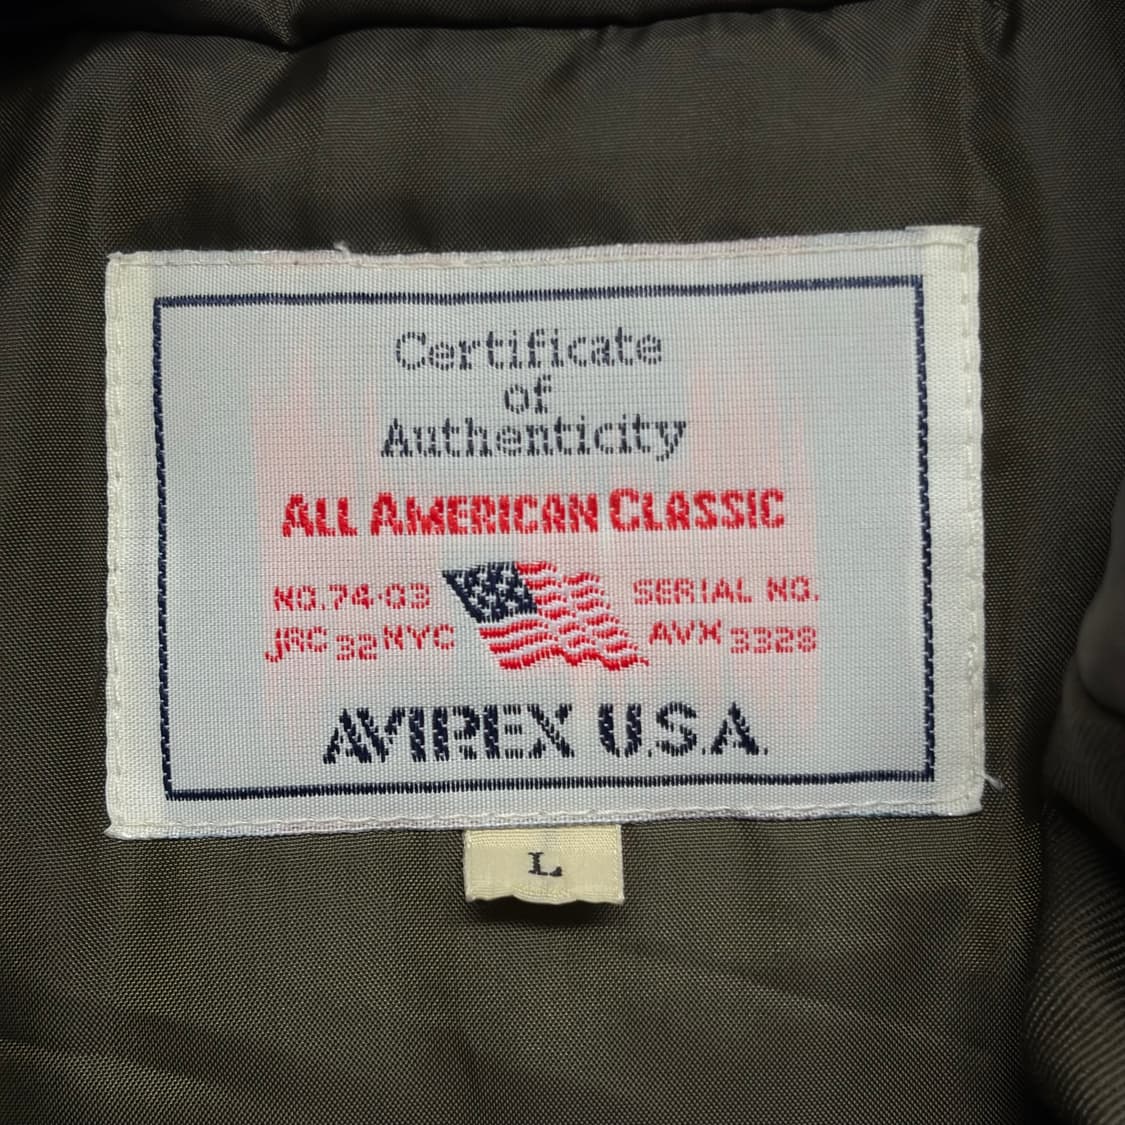 Certificate
of
Authenticity
ALL AMERICAN CLASSIC
NO.74-03 SERIAL NO.
JRC 32 NYC AVX 3328
AVIREX U.S.A.
L